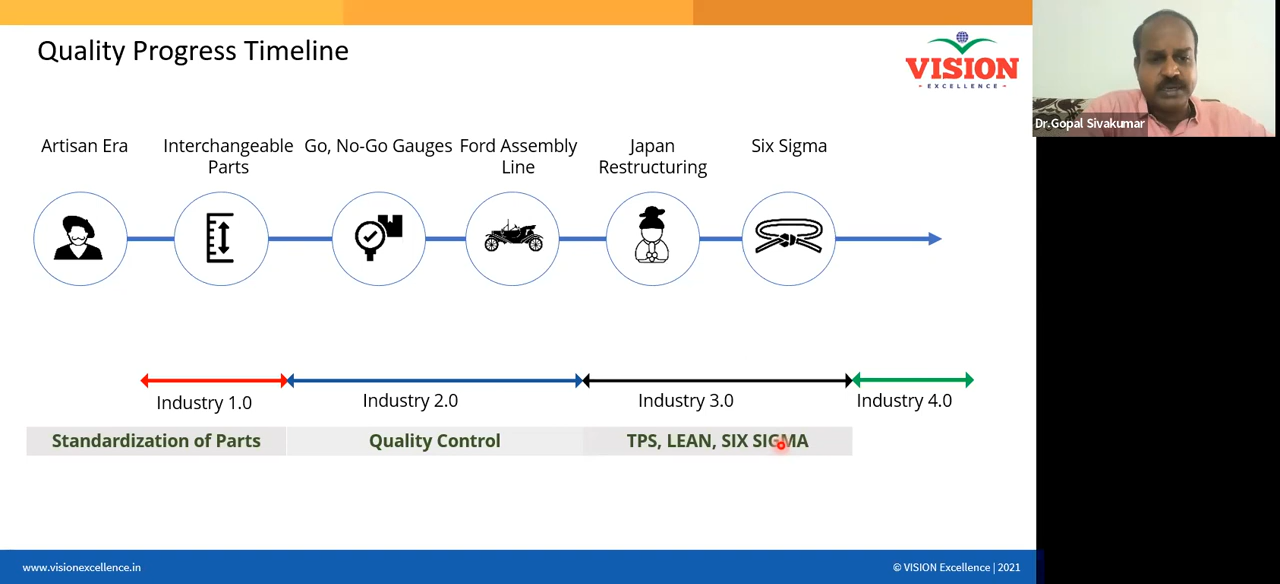 Quality Progress Timeline
VISION
EXCELLENCE
Dr.Gopal Sivakumar
Artisan Era
Interchangeable
Parts
Go, No-Go Gauges
Ford Assembly
Line
Japan
Restructuring
Six Sigma
Industry 1.0
Industry 2.0
Industry 3.0
Industry 4.0
Standardization of Parts
Quality Control
TPS, LEAN, SIX SIGMA
www.visionexcellence.in
© VISION Excellence | 2021